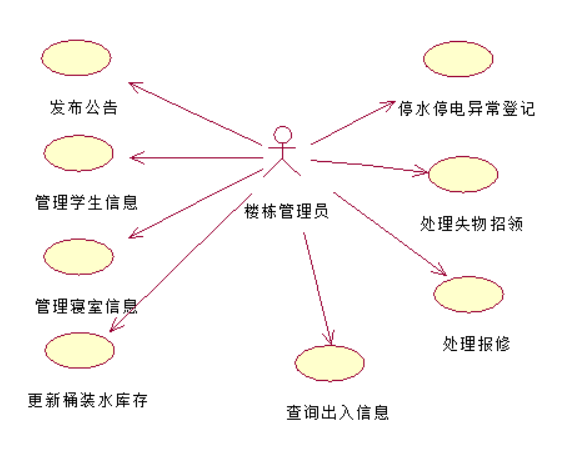 发布公告
停水停电异常登记
管理学生信息
楼栋管理员
处理失物招领
管理寝室信息
处理报修
更新桶装水库存
查询出入信息